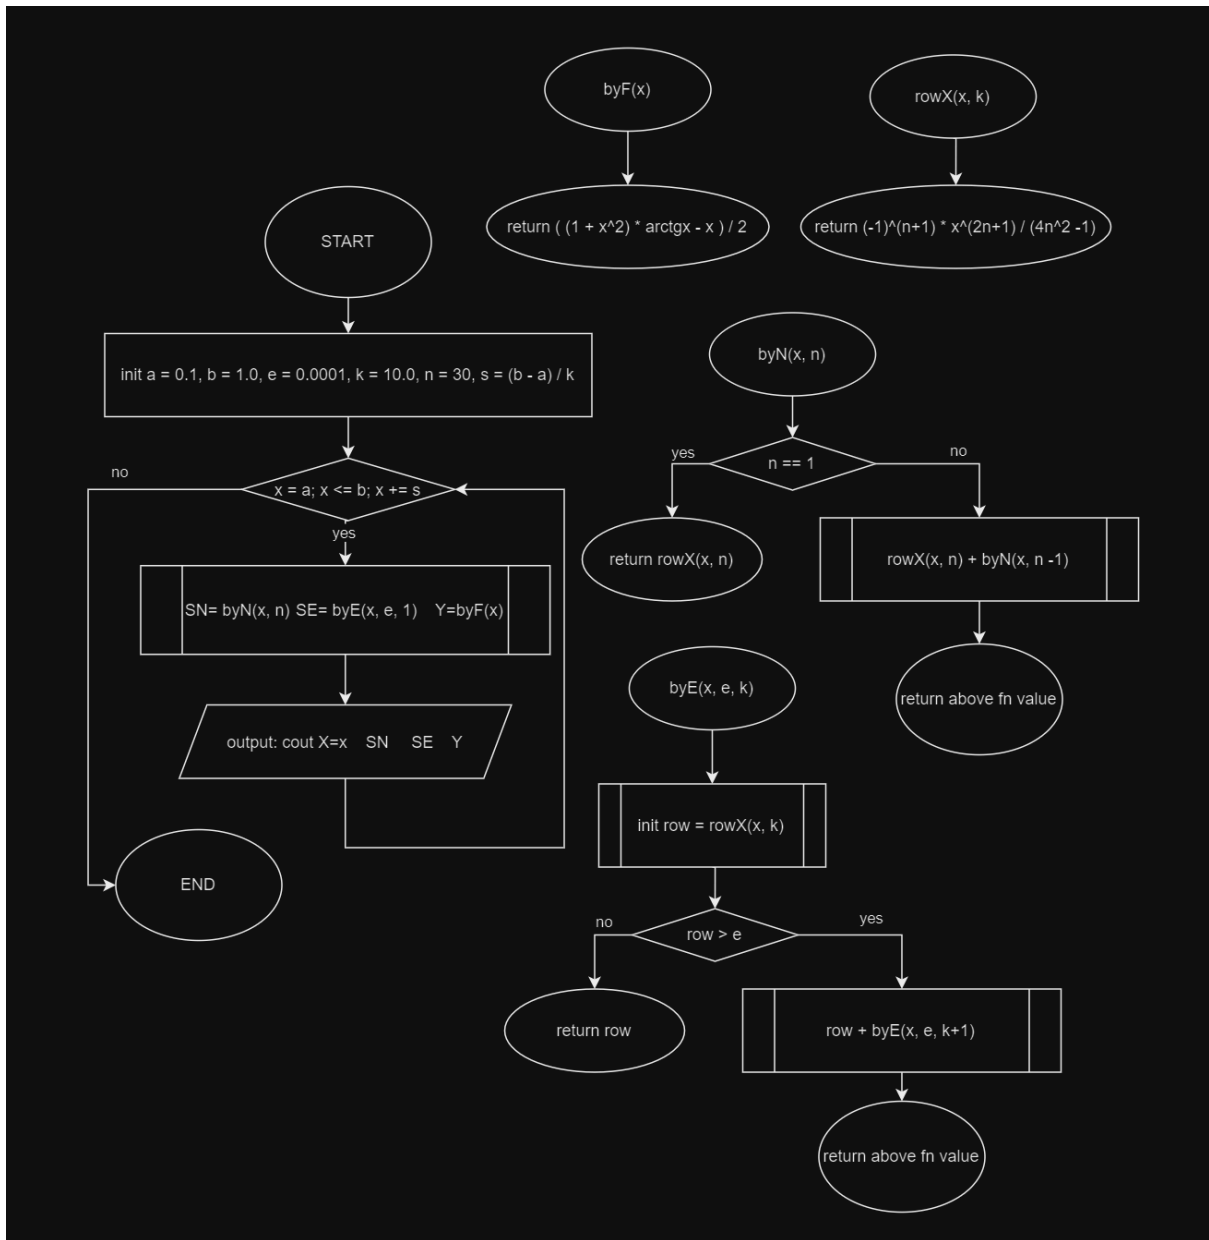 START
init a = 0.1, b = 1.0, e = 0.0001, k = 10.0, n = 30, s = (b - a) / k
x = a; x <= b; x += s
no
yes
SN= byN(x, n) SE= byE(x, e, 1) Y=byF(x)
output: cout X=x SN SE Y
END
byF(x)
return ( (1 + x^2) * arctgx - x ) / 2
rowX(x, k)
return (-1)^(n+1) * x^(2n+1) / (4n^2 -1)
byN(x, n)
n == 1
yes
no
return rowX(x, n)
rowX(x, n) + byN(x, n -1)
return above fn value
byE(x, e, k)
init row = rowX(x, k)
row > e
no
yes
return row
row + byE(x, e, k+1)
return above fn value